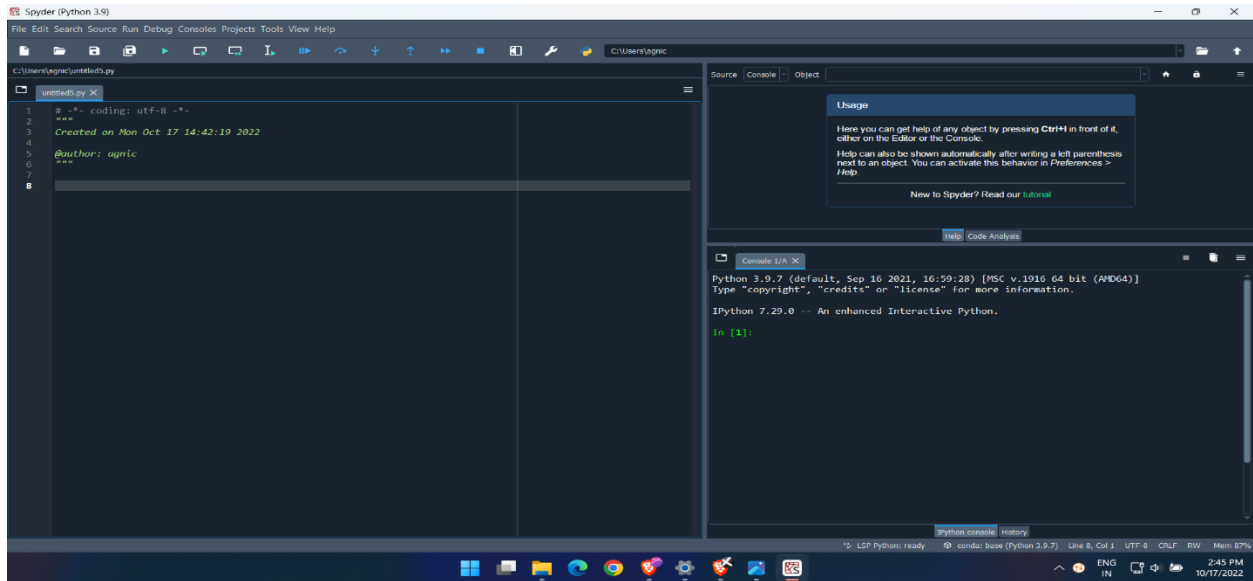 Spyder (Python 3.9)
File Edit Search Source Run Debug Consoles Projects Tools View Help
C:\Users\agnic
C:\Users\agnic\untitled5.py
untitled5.py
1 # -*- coding: utf-8 -*-
2 """
3 Created on Mon Oct 17 14:42:19 2022
4
5 @author: agnic
6 """
7
8
Source Console Object
Usage
Here you can get help of any object by pressing Ctrl+I in front of it,
either on the Editor or the Console.
Help can also be shown automatically after writing a left parenthesis
next to an object. You can activate this behavior in Preferences >
Help.
New to Spyder? Read our tutorial
Help Code Analysis
Console 1/A
Python 3.9.7 (default, Sep 16 2021, 16:59:28) [MSC v.1916 64 bit (AMD64)]
Type "copyright", "credits" or "license" for more information.
IPython 7.29.0 -- An enhanced Interactive Python.
In [1]:
IPython console History
LSP Python: ready conda: base (Python 3.9.7) Line 8, Col 1 UTF-8 CRLF RW Mem 87%
ENG
IN
2:45 PM
10/17/2022